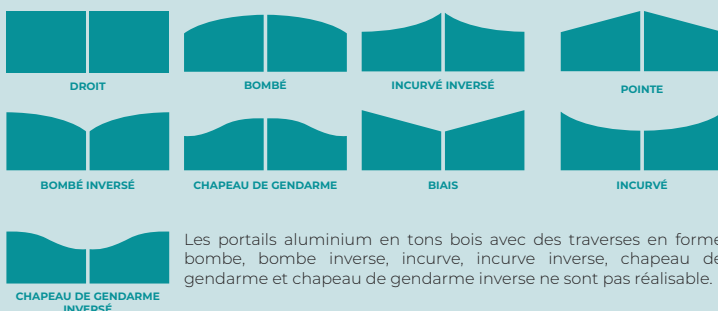 DROIT
BOMBÉ
INCURVÉ INVERSÉ
POINTE
BOMBÉ INVERSÉ
CHAPEAU DE GENDARME
BIAIS
INCURVÉ
CHAPEAU DE GENDARME
INVERSÉ
Les portails aluminium en tons bois avec des traverses en forme
bombe, bombe inverse, incurve, incurve inverse, chapeau de
gendarme et chapeau de gendarme inverse ne sont pas réalisable.